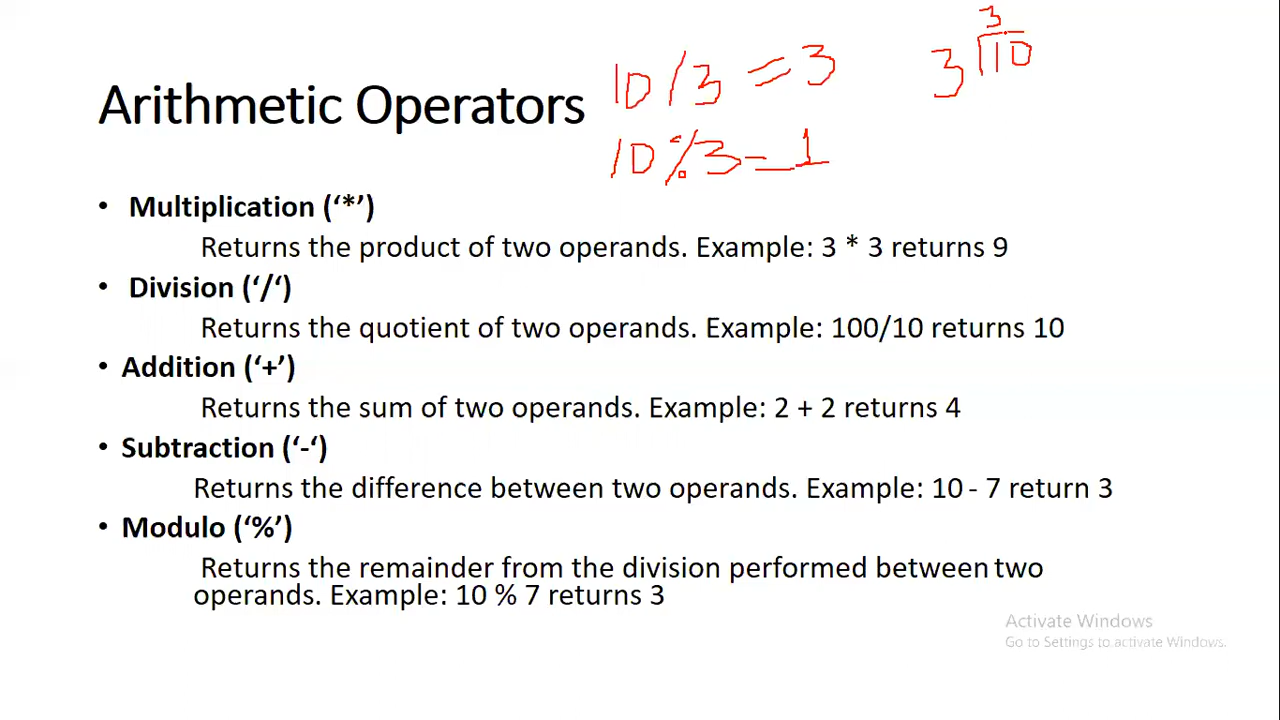 Arithmetic Operators
10 / 3 = 3
10 % 3 = 1
3
3 10
• Multiplication (‘*’)
Returns the product of two operands. Example: 3 * 3 returns 9
• Division (‘/‘)
Returns the quotient of two operands. Example: 100/10 returns 10
• Addition (‘+’)
Returns the sum of two operands. Example: 2 + 2 returns 4
• Subtraction (‘-‘)
Returns the difference between two operands. Example: 10 - 7 return 3
• Modulo (‘%’)
Returns the remainder from the division performed between two
operands. Example: 10 % 7 returns 3
Activate Windows
Go to Settings to activate Windows.